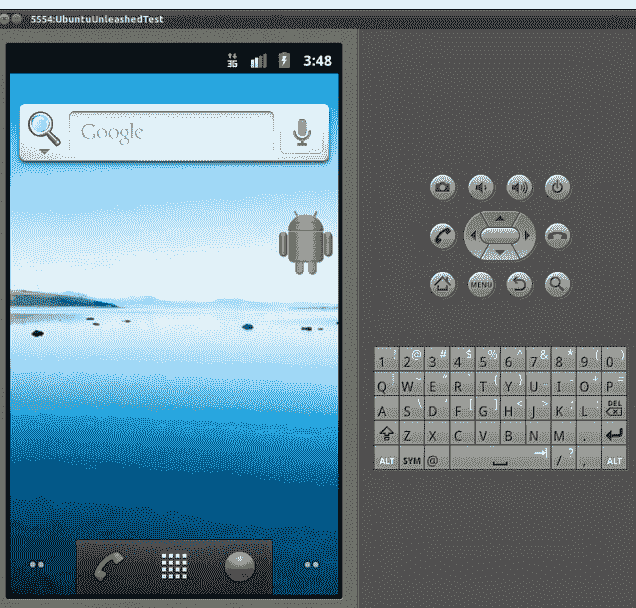 5554:UbuntuUnleashedTest
3G 3:48
Google
MENU
1 ! 2 @ 3 # 4 $ 5 % 6 ^ 7 & 8 * 9 ( 0 )
Q W E " R T { Y } U - I O + P =
A S \ D ' F [ G ] H < J > K ; L : DEL
Z X C V B N M .
ALT SYM @ / ? , ALT